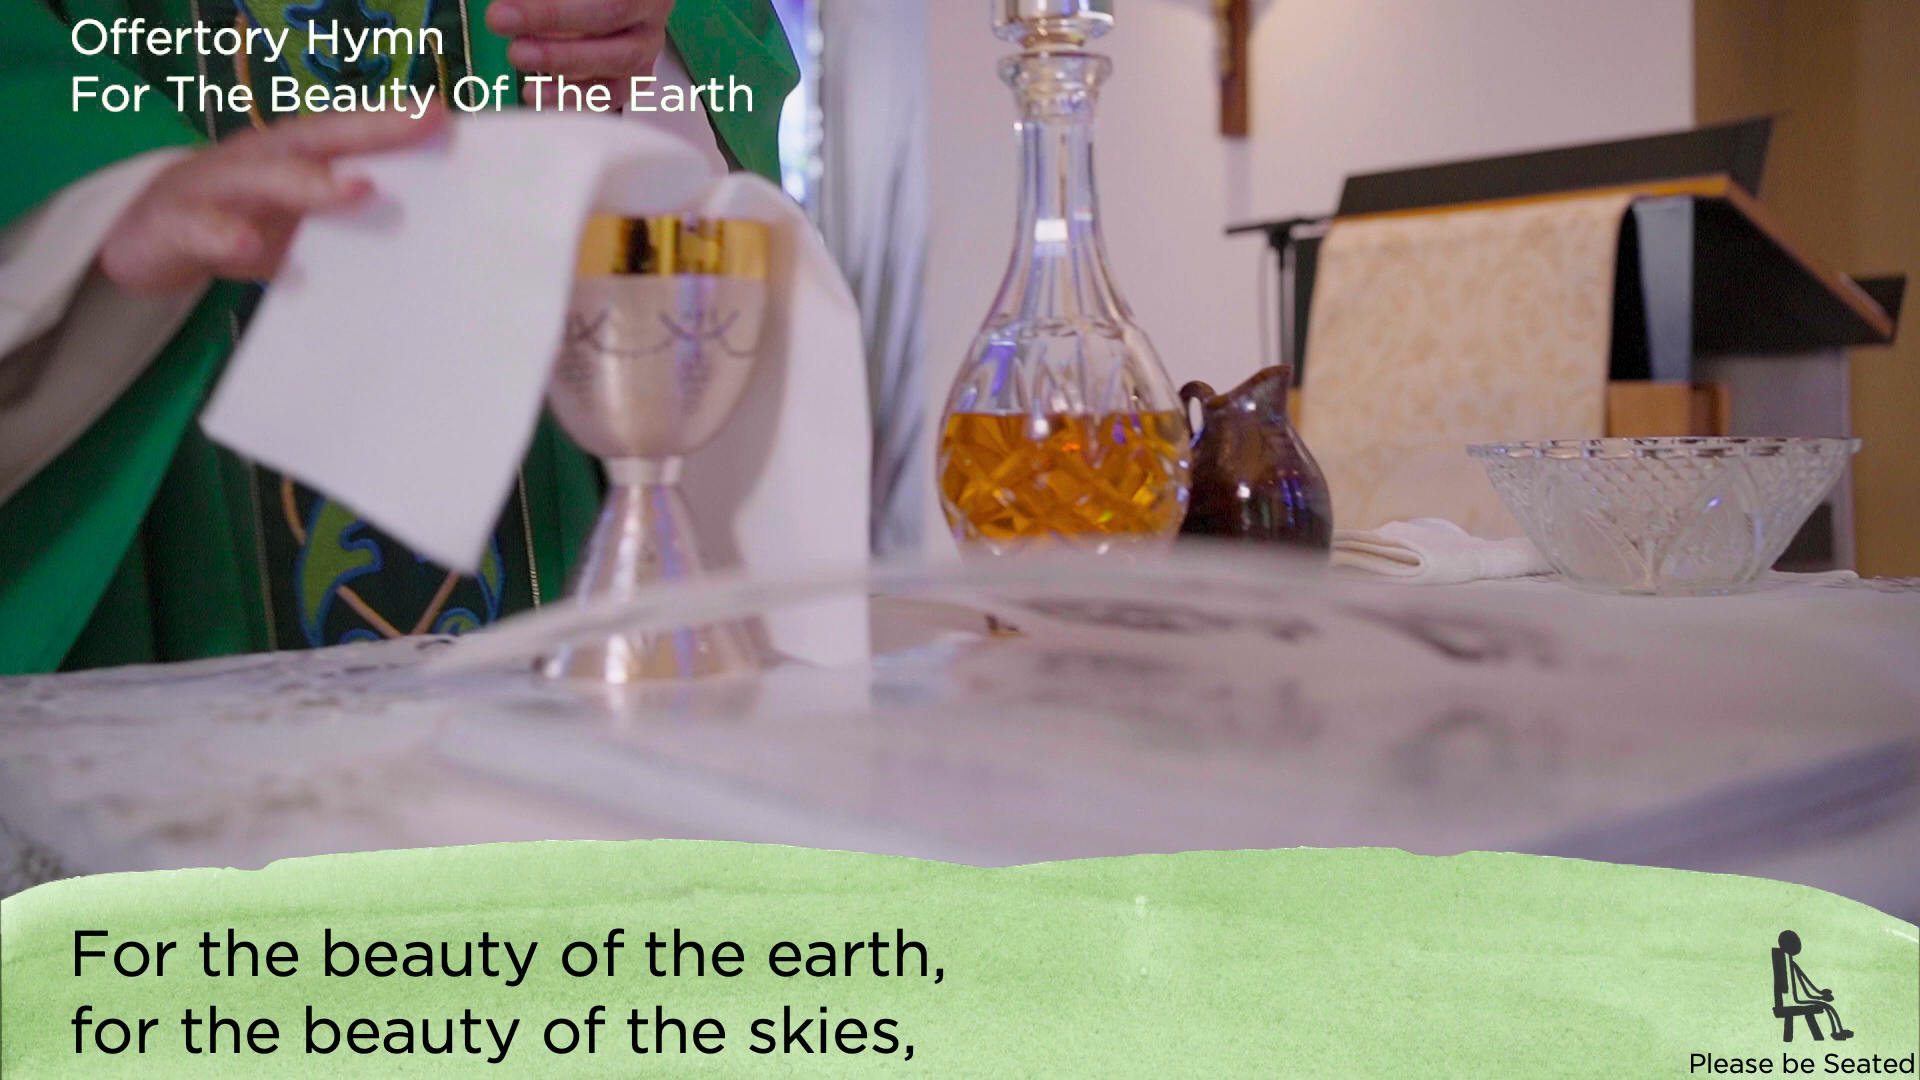 Offertory Hymn
For The Beauty Of The Earth
For the beauty of the earth,
for the beauty of the skies,
Please be Seated